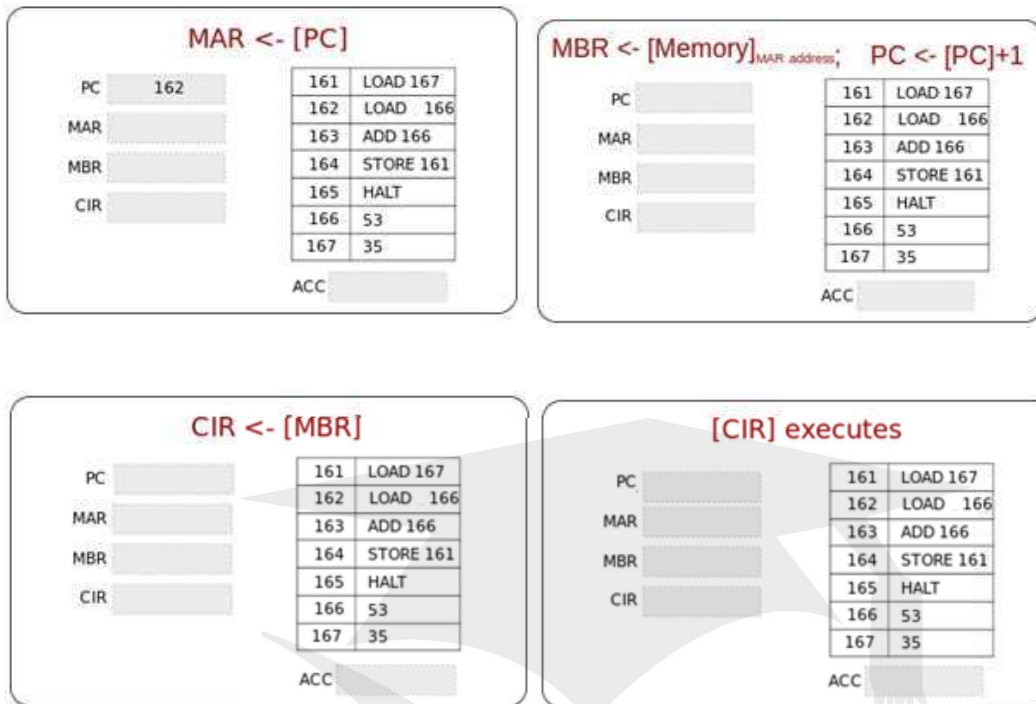 MAR <- [PC]
PC 162
MAR
MBR
CIR
161 LOAD 167
162 LOAD 166
163 ADD 166
164 STORE 161
165 HALT
166 53
167 35
ACC
MBR <- [Memory]MAR address; PC <- [PC]+1
PC
MAR
MBR
CIR
161 LOAD 167
162 LOAD 166
163 ADD 166
164 STORE 161
165 HALT
166 53
167 35
ACC
CIR <- [MBR]
PC
MAR
MBR
CIR
161 LOAD 167
162 LOAD 166
163 ADD 166
164 STORE 161
165 HALT
166 53
167 35
ACC
[CIR] executes
PC
MAR
MBR
CIR
161 LOAD 167
162 LOAD 166
163 ADD 166
164 STORE 161
165 HALT
166 53
167 35
ACC